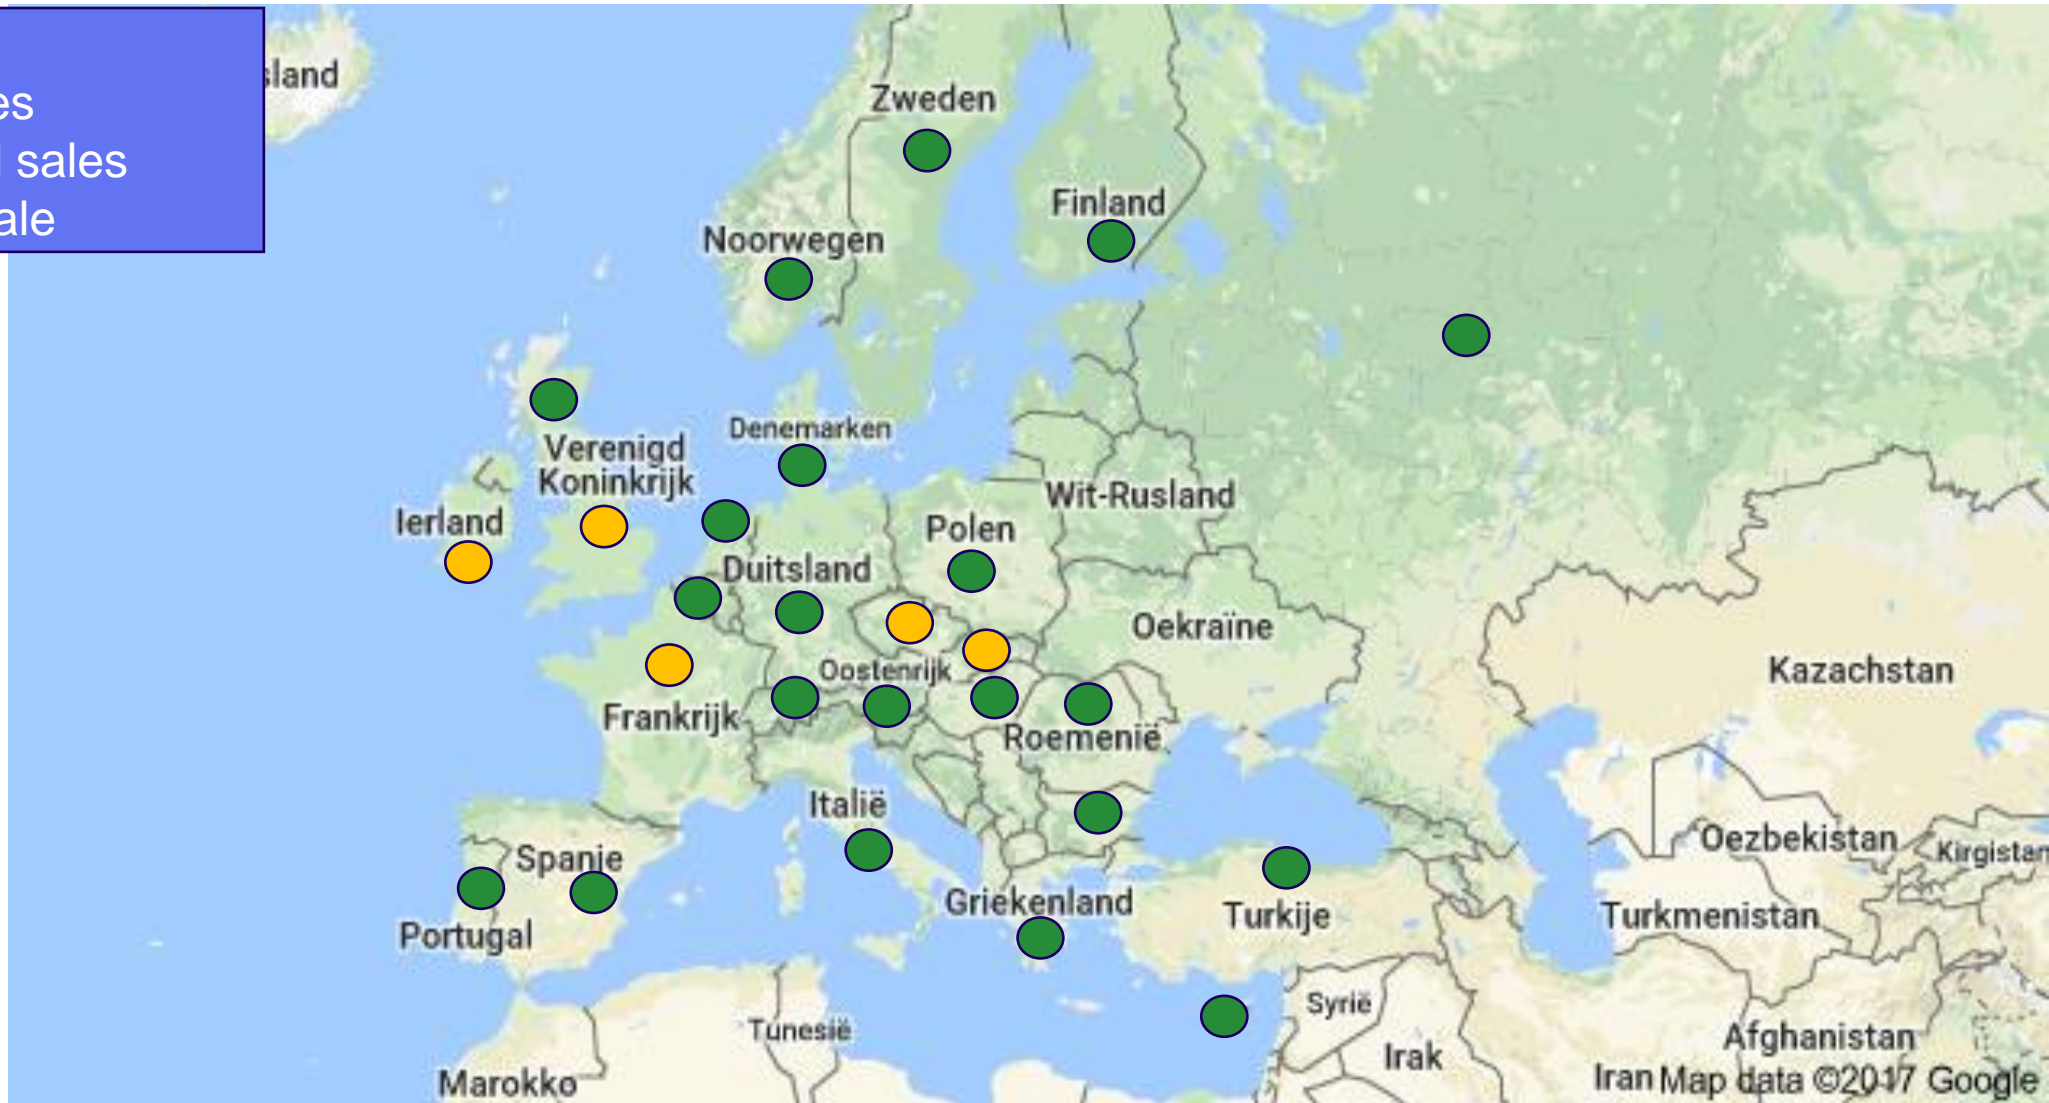 es
sales
ale
sland
Zweden
Finland
Noorwegen
Denemarken
Verenigd
Koninkrijk
Wit-Rusland
Ierland
Polen
Duitsland
Oekraïne
Oostenrijk
Kazachstan
Frankrijk
Roemenië
Italië
Oezbekistan
Kirgistan
Spanje
Griekenland
Turkije
Turkmenistan
Portugal
Syrië
Tunesië
Afghanistan
Irak
Marokko
Iran
Map data ©2017 Google